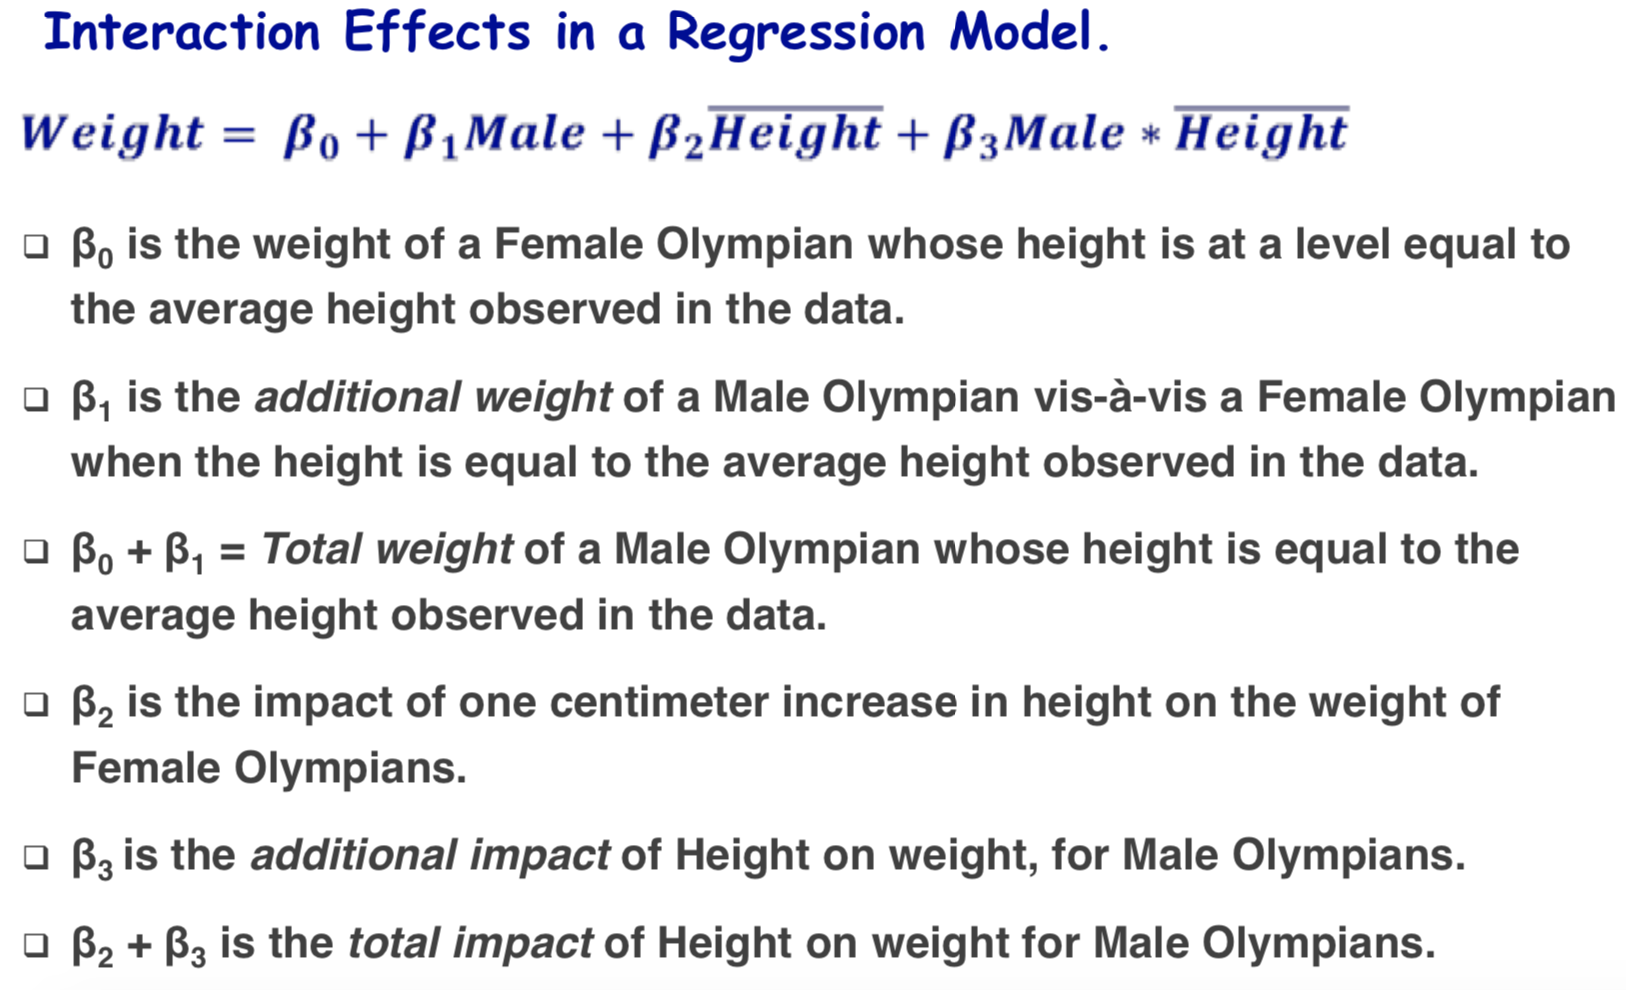 Interaction Effects in a Regression Model.
Weight = β₀ + β₁Male + β₂H̅e̅i̅g̅h̅t̅ + β₃Male * H̅e̅i̅g̅h̅t̅
❑ β₀ is the weight of a Female Olympian whose height is at a level equal to
the average height observed in the data.
❑ β₁ is the additional weight of a Male Olympian vis-à-vis a Female Olympian
when the height is equal to the average height observed in the data.
❑ β₀ + β₁ = Total weight of a Male Olympian whose height is equal to the
average height observed in the data.
❑ β₂ is the impact of one centimeter increase in height on the weight of
Female Olympians.
❑ β₃ is the additional impact of Height on weight, for Male Olympians.
❑ β₂ + β₃ is the total impact of Height on weight for Male Olympians.